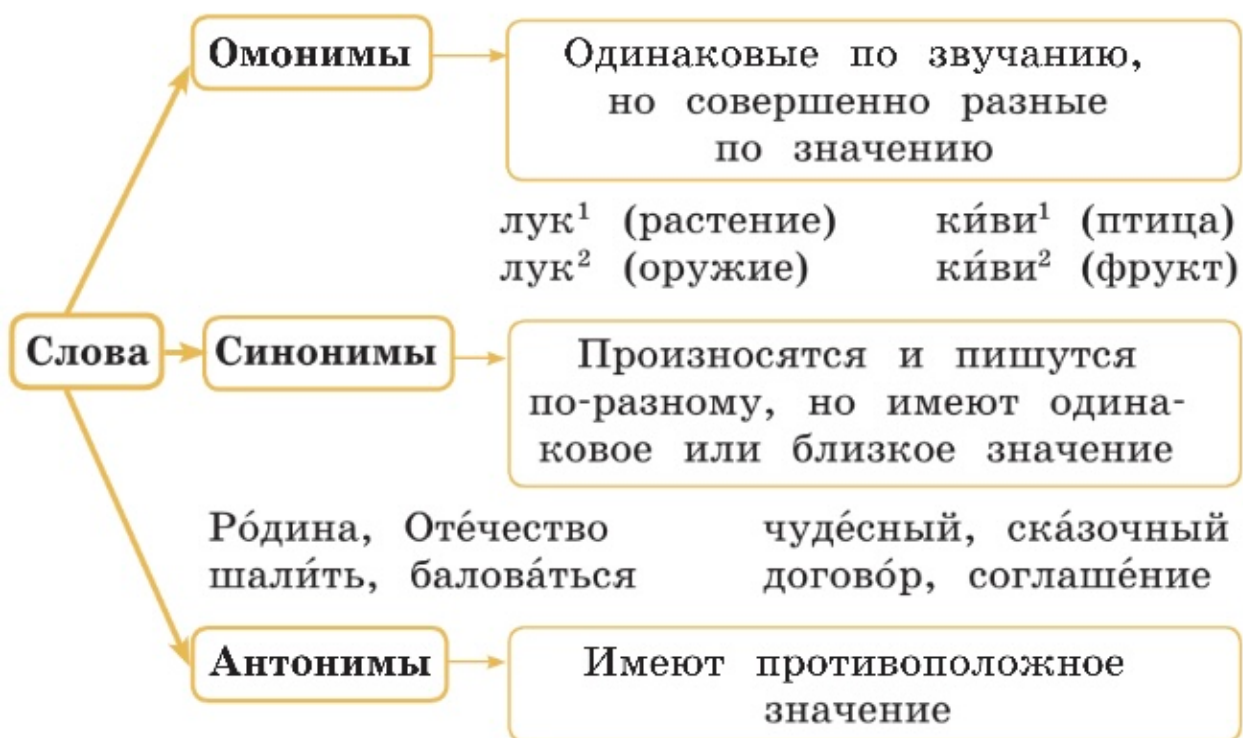 Омонимы
Одинаковые по звучанию,
но совершенно разные
по значению
лук¹ (растение) ки́ви¹ (птица)
лук² (оружие) ки́ви² (фрукт)
Слова
Синонимы
Произносятся и пишутся
по-разному, но имеют одина-
ковое или близкое значение
Ро́дина, Оте́чество чуде́сный, ска́зочный
шали́ть, балова́ться догово́р, соглаше́ние
Антонимы
Имеют противоположное
значение